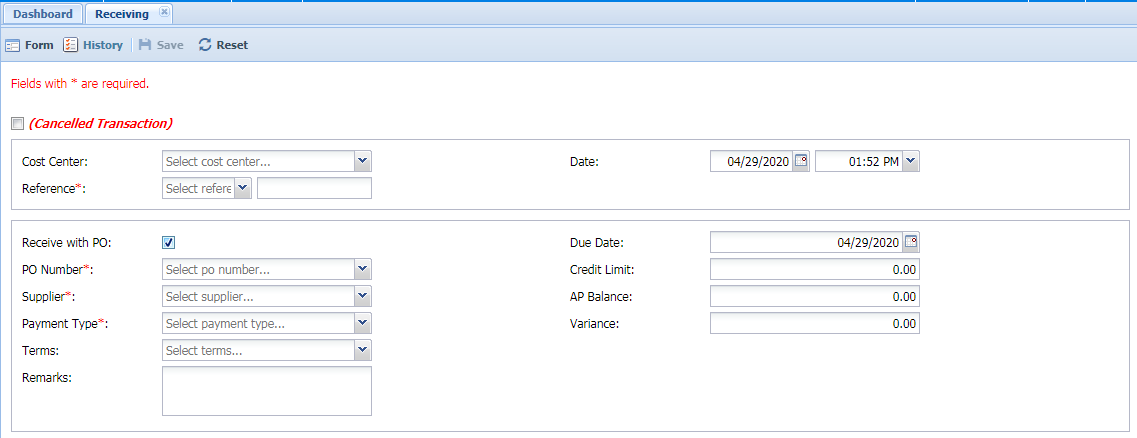 Dashboard Receiving
Form History Save Reset
Fields with * are required.
(Cancelled Transaction)
Cost Center: Select cost center... Date: 04/29/2020 01:52 PM
Reference*: Select refere
Receive with PO: Due Date: 04/29/2020
PO Number*: Select po number... Credit Limit: 0.00
Supplier*: Select supplier... AP Balance: 0.00
Payment Type*: Select payment type... Variance: 0.00
Terms: Select terms...
Remarks: